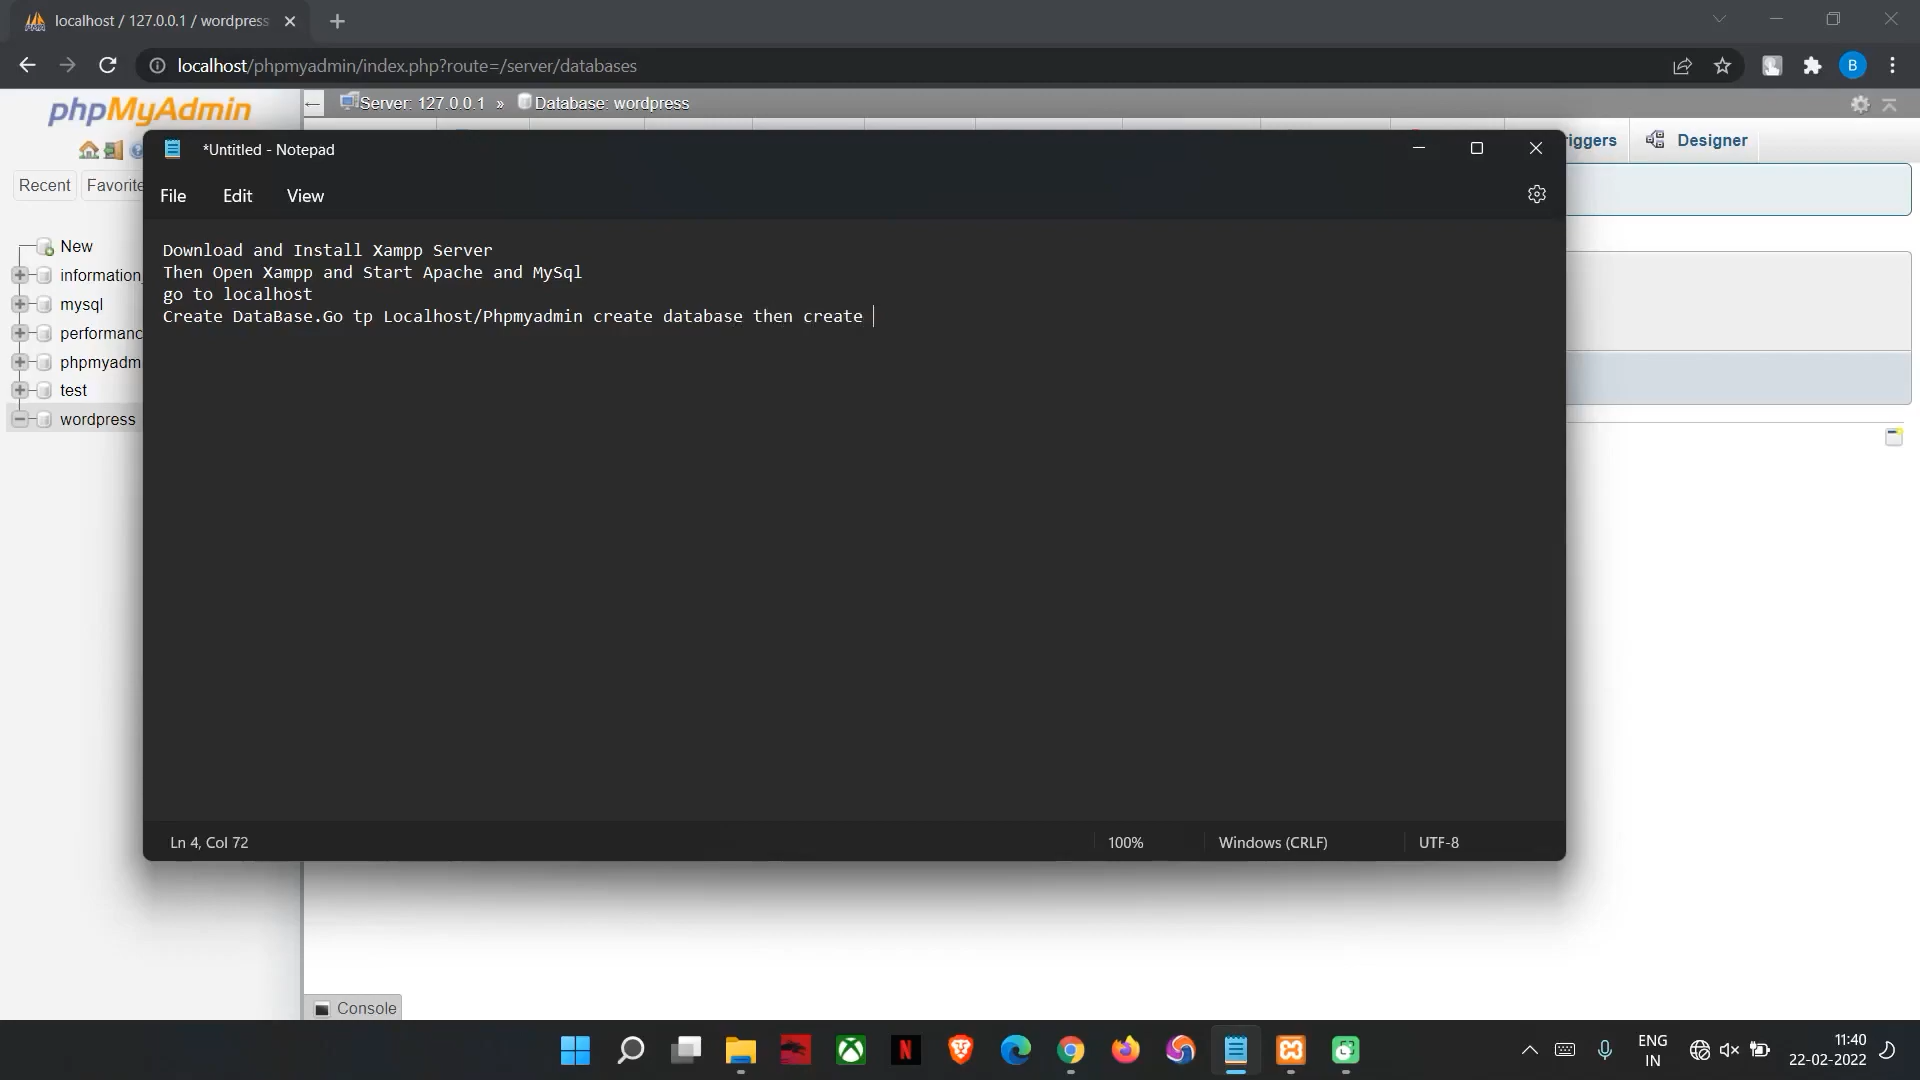 localhost / 127.0.0.1 / wordpress
localhost/phpmyadmin/index.php?route=/server/databases
B
phpMyAdmin
Server: 127.0.0.1 » Database: wordpress
*Untitled - Notepad
iggers
Designer
Recent
Favorite
File
Edit
View
New
information_
mysql
performanc
phpmyadm
test
wordpress
Download and Install Xampp Server
Then Open Xampp and Start Apache and MySql
go to localhost
Create DataBase.Go tp Localhost/Phpmyadmin create database then create
Ln 4, Col 72
100%
Windows (CRLF)
UTF-8
Console
N
ENG
IN
11:40
22-02-2022